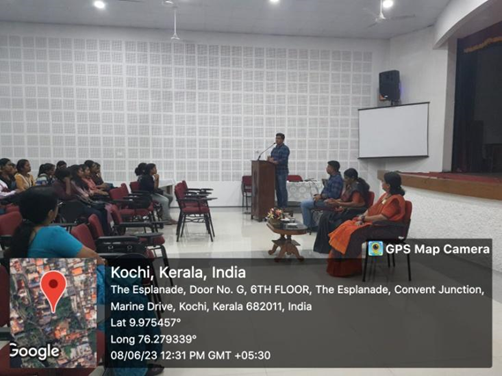 GPS Map Camera
Kochi, Kerala, India
The Esplanade, Door No. G, 6TH FLOOR, The Esplanade, Convent Junction,
Marine Drive, Kochi, Kerala 682011, India
Lat 9.975457°
Long 76.279339°
08/06/23 12:31 PM GMT +05:30
Google